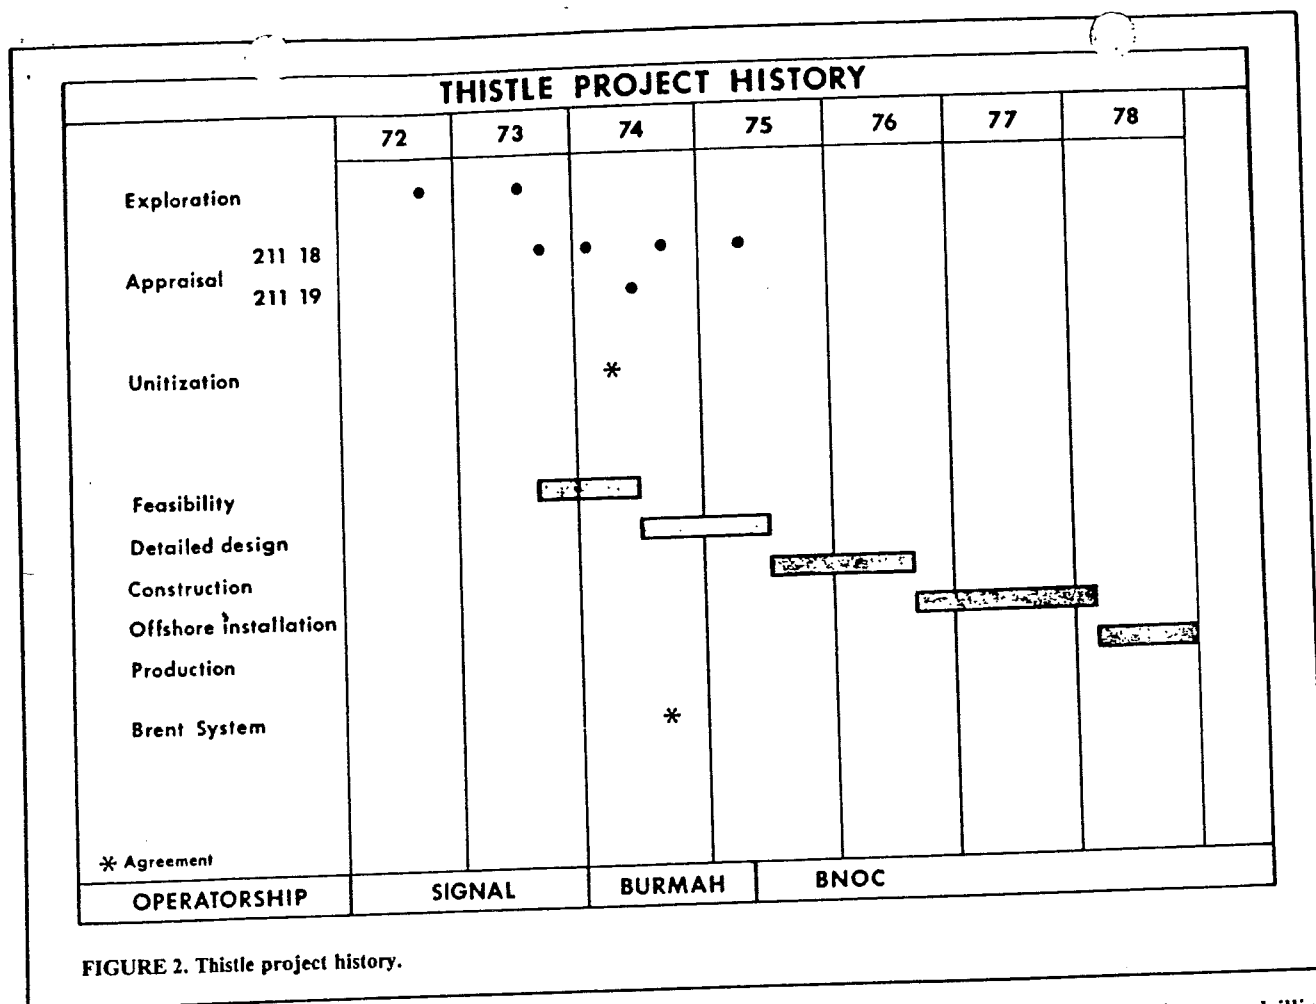 THISTLE PROJECT HISTORY
72 73 74 75 76 77 78
Exploration
211 18
Appraisal
211 19
Unitization
Feasibility
Detailed design
Construction
Offshore installation
Production
Brent System
* Agreement
OPERATORSHIP SIGNAL BURMAH BNOC
FIGURE 2. Thistle project history.